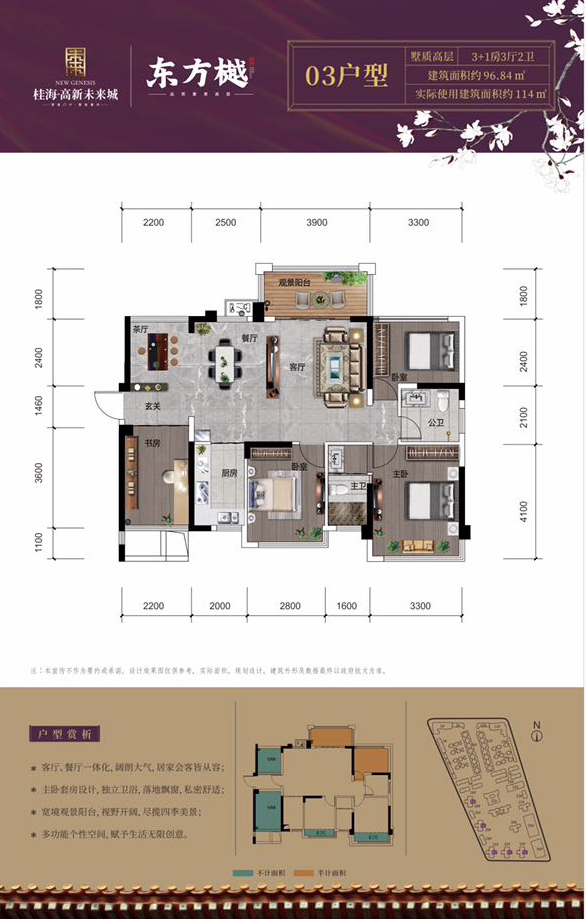 NEW GENESIS
桂海·高新未来城
东方樾
03户型
墅质高层 3+1房3厅2卫
建筑面积约96.84㎡
实际使用建筑面积约114㎡
2200 2500 3900 3300
1800
2400
1460
3600
1100
1800
2400
2100
4100
观景阳台
茶厅
餐厅
客厅
卧室
玄关
公卫
书房
厨房
卧室
主卫
主卧
2200 2000 2800 1600 3300
注：本宣传不作为要约或承诺，设计效果图仅供参考，实际面积、规划设计、建筑外形及数据最终以政府批文为准。
户型赏析
* 客厅、餐厅一体化，阔朗大气，居家会客皆从容；
* 主卧套房设计，独立卫浴，落地飘窗，私密舒适；
* 宽境观景阳台，视野开阔，尽揽四季美景；
* 多功能个性空间，赋予生活无限创意。
N
不计面积 半计面积